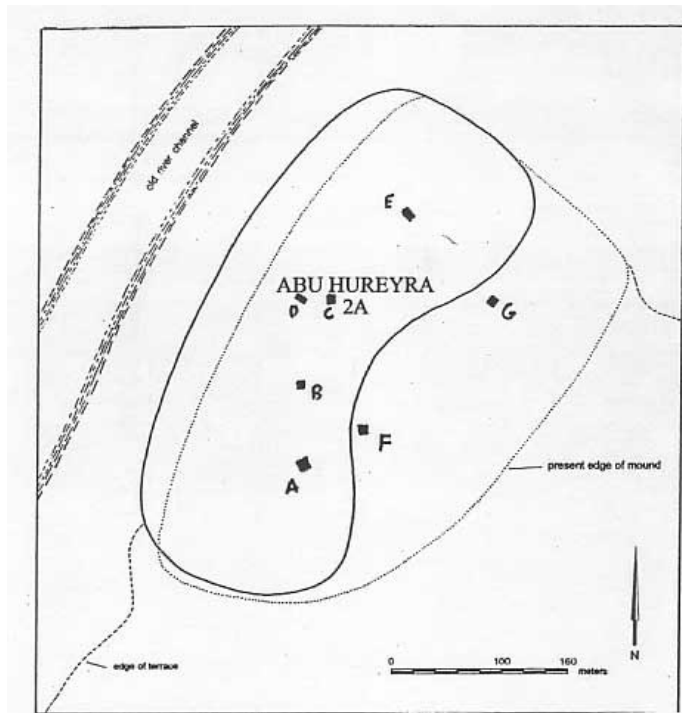 old river channel
E
ABU HUREYRA
D C 2A
G
B
F
A
present edge of mound
edge of terrace
N
0 100 160
meters